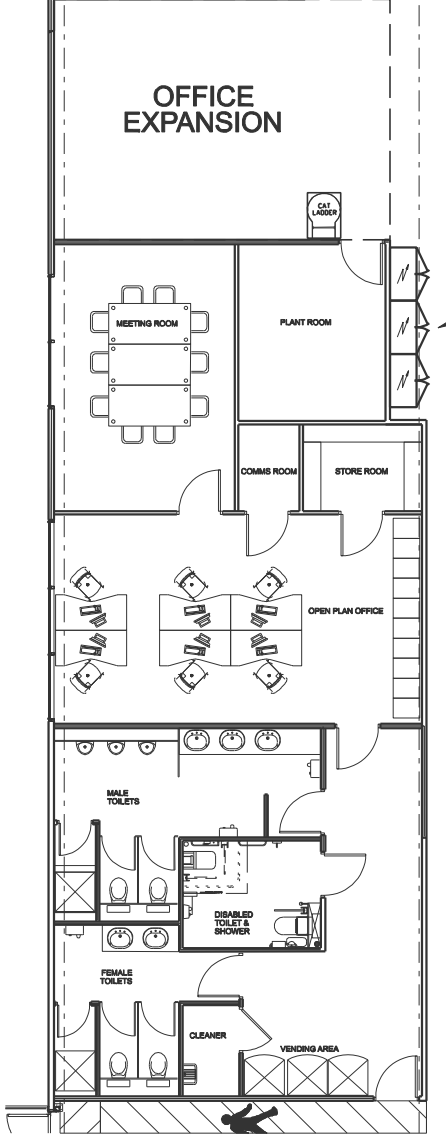 OFFICE
EXPANSION
CAT
LADDER
MEETING ROOM
PLANT ROOM
COMMS ROOM
STORE ROOM
OPEN PLAN OFFICE
MALE
TOILETS
DISABLED
TOILET &
SHOWER
FEMALE
TOILETS
CLEANER
VENDING AREA